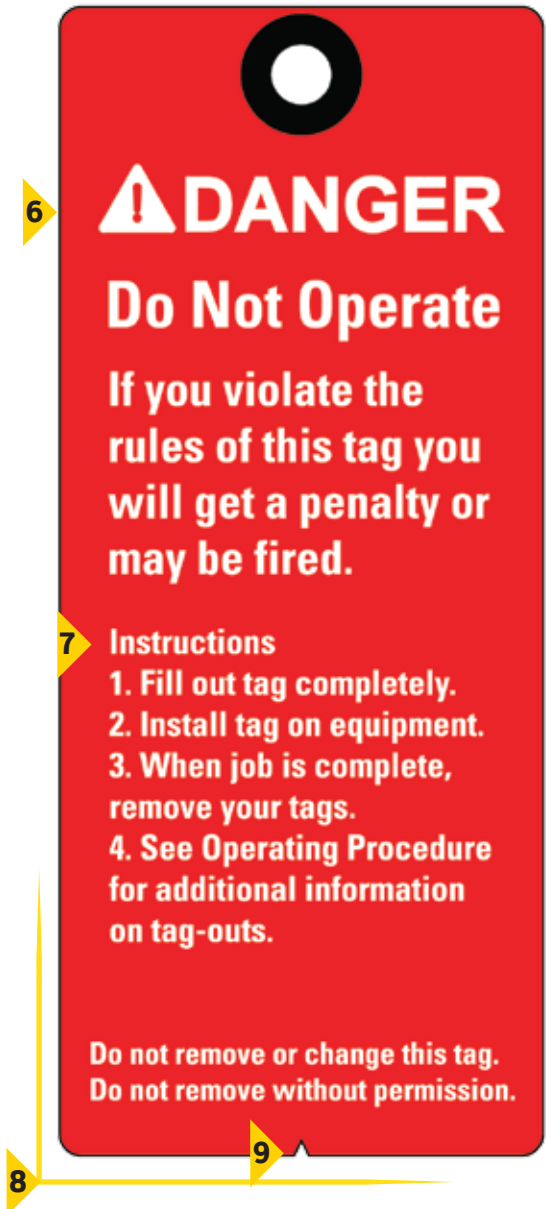 6
DANGER
Do Not Operate
If you violate the
rules of this tag you
will get a penalty or
may be fired.
7
Instructions
1. Fill out tag completely.
2. Install tag on equipment.
3. When job is complete,
remove your tags.
4. See Operating Procedure
for additional information
on tag-outs.
Do not remove or change this tag.
Do not remove without permission.
9
8